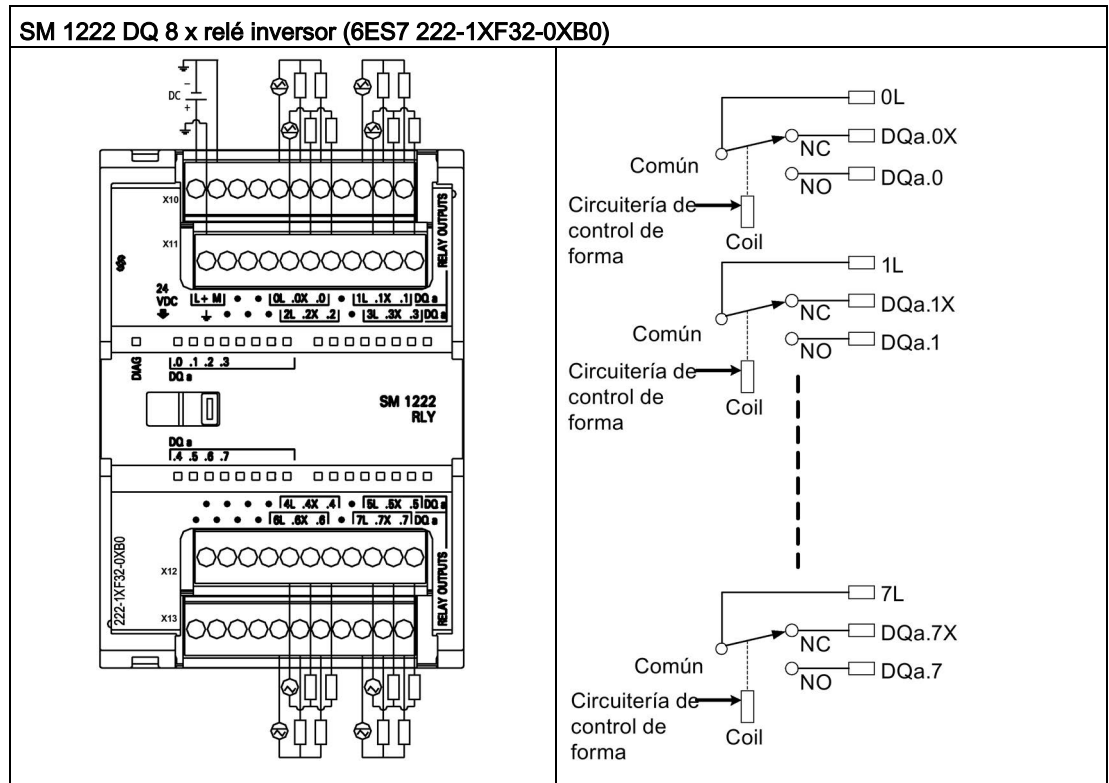 SM 1222 DQ 8 x relé inversor (6ES7 222-1XF32-0XB0)
DC
−
+
X10
X11
RELAY OUTPUTS
24
VDC
L+ M 0L .0X .0 1L .1X .1 DQ a
2L .2X .2 3L .3X .3 DQ a
DIAG
.0 .1 .2 .3
DQ a
SM 1222
RLY
DQ a
.4 .5 .6 .7
4L .4X .4 5L .5X .5 DQ a
6L .6X .6 7L .7X .7 DQ a
222-1XF32-0XB0
X12
X13
RELAY OUTPUTS
0L
DQa.0X
NC
Común
DQa.0
NO
Circuitería de
control de
forma
Coil
1L
DQa.1X
NC
Común
DQa.1
NO
Circuitería de
control de
forma
Coil
7L
DQa.7X
NC
Común
DQa.7
NO
Circuitería de
control de
forma
Coil